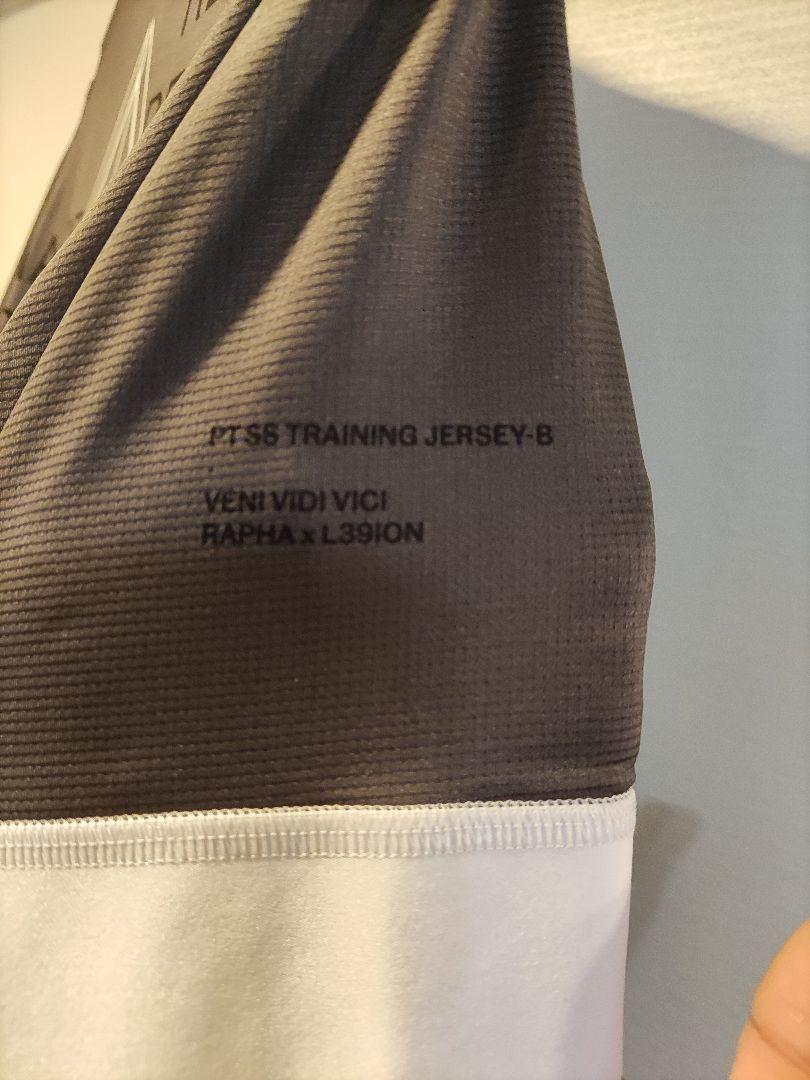 PT SS TRAINING JERSEY-B
VENI VIDI VICI
RAPHA x L39ION